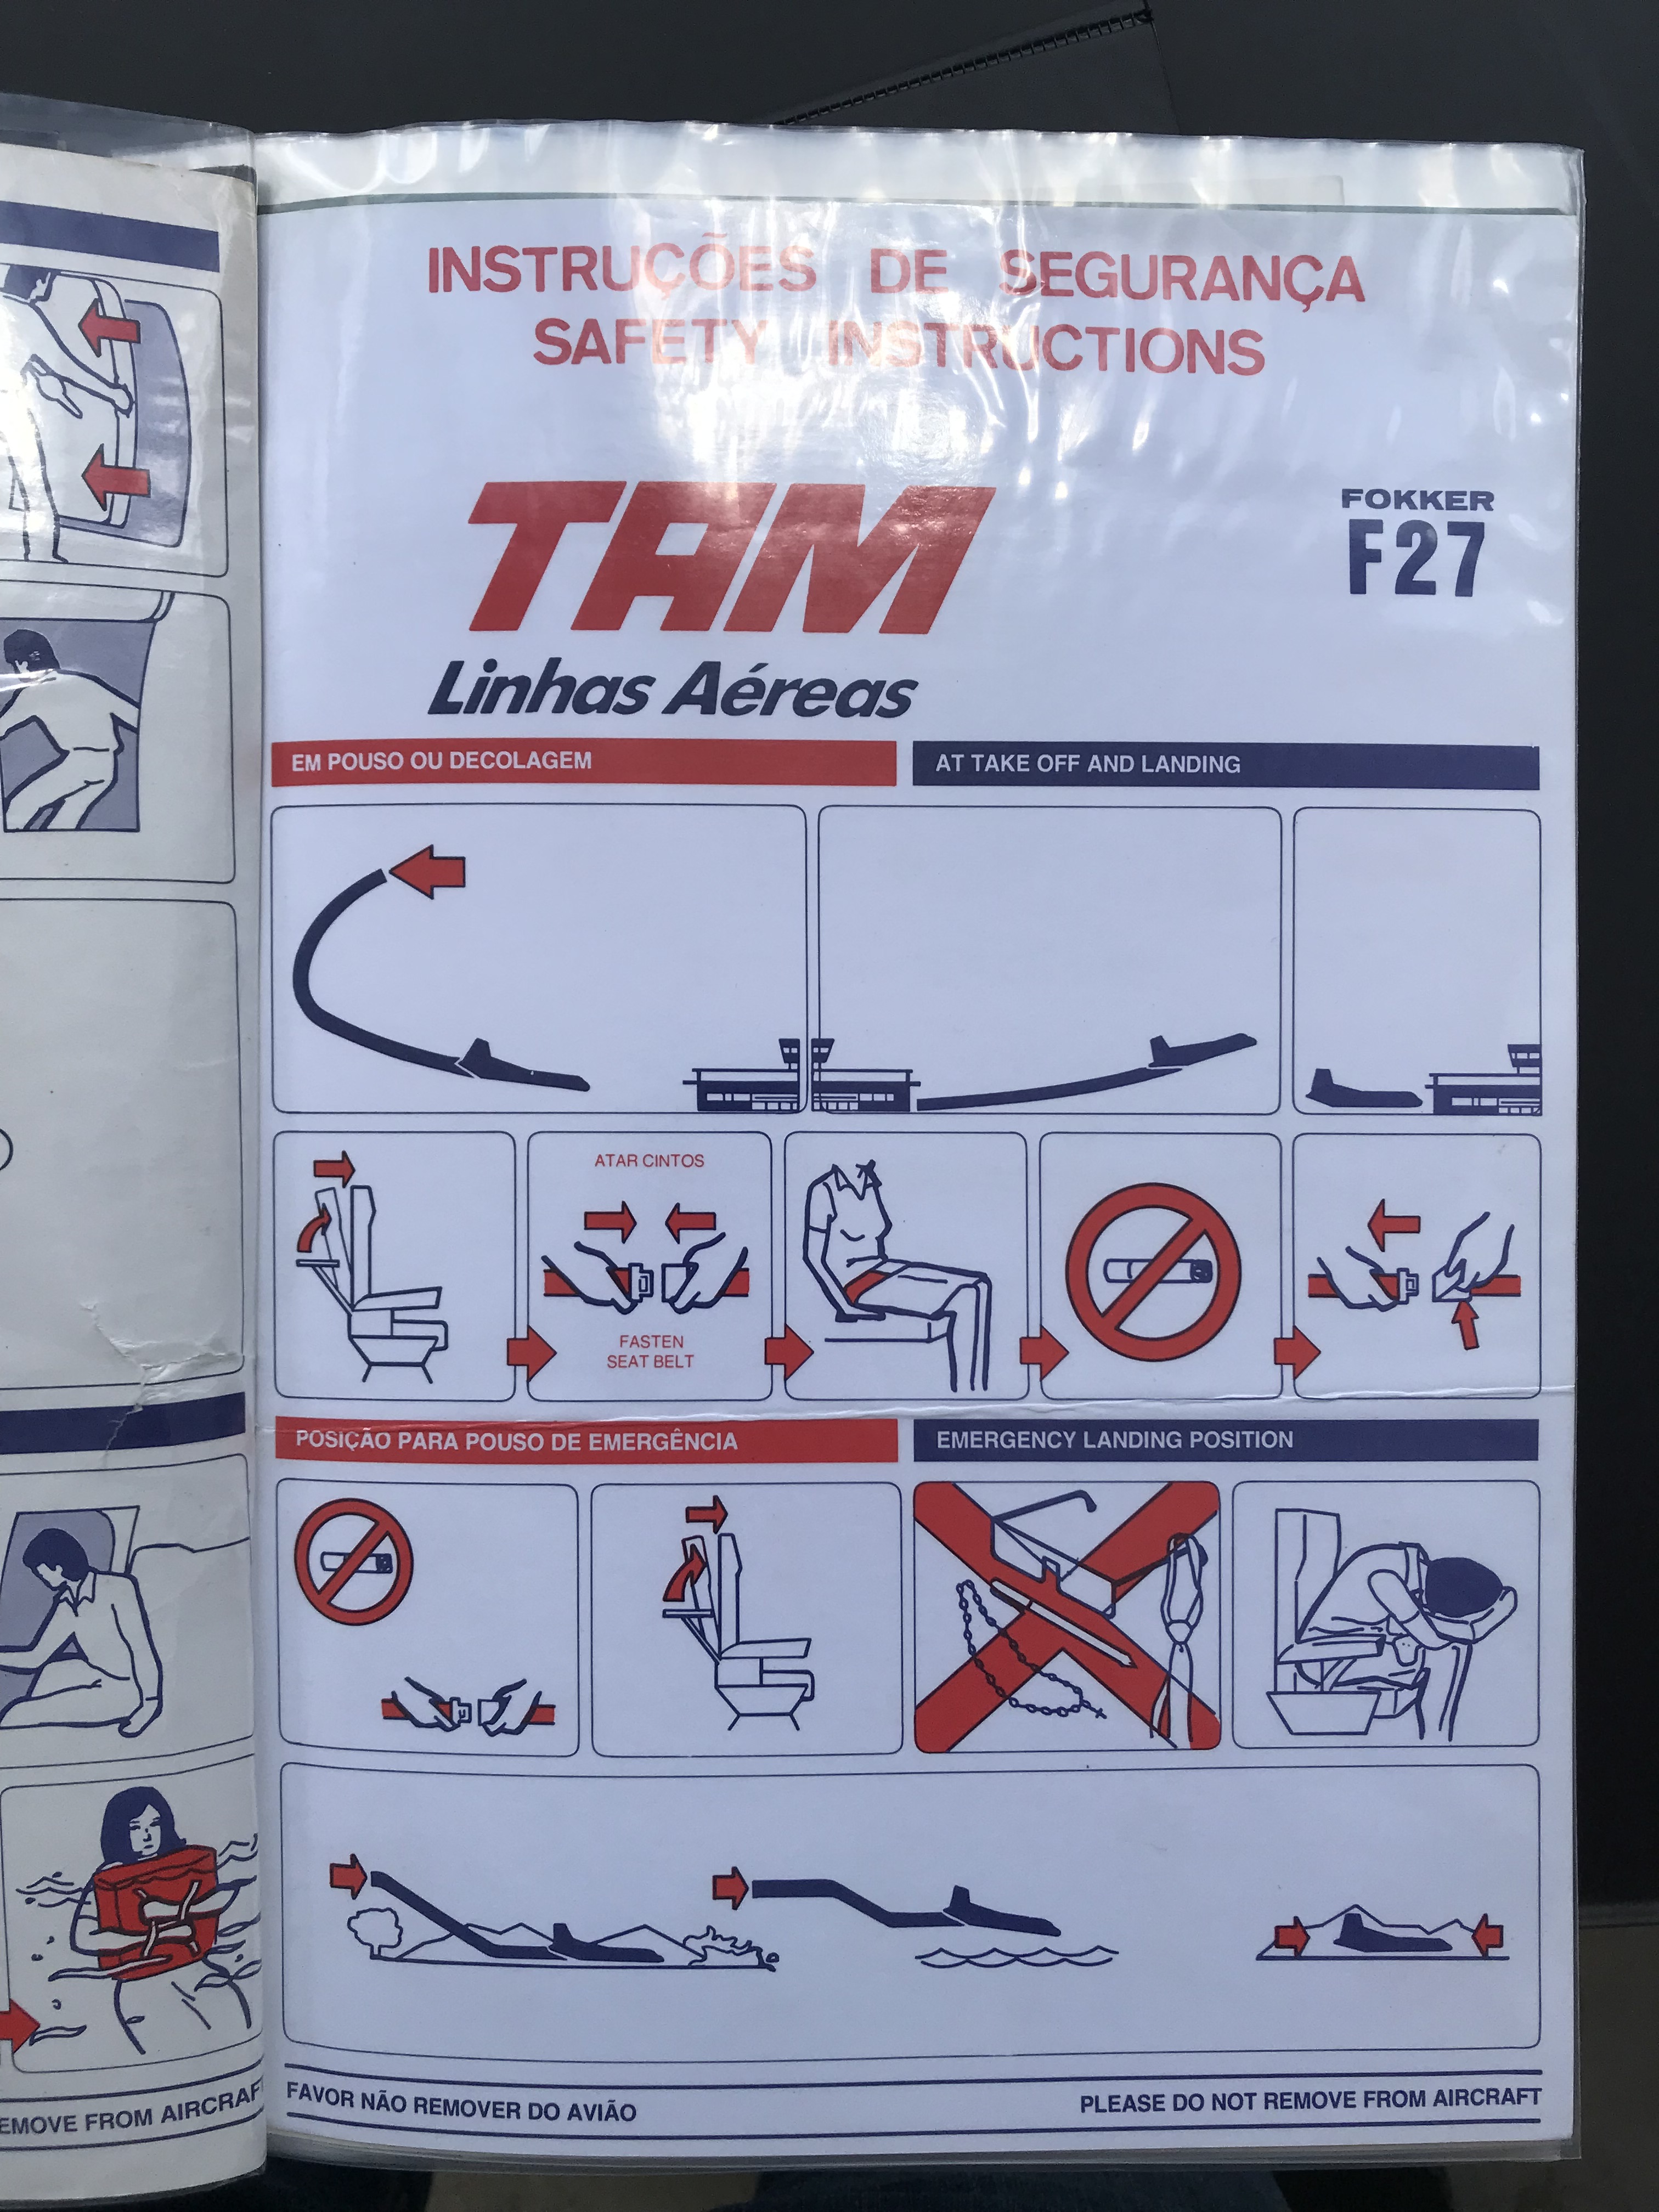 INSTRUÇÕES DE SEGURANÇA
SAFETY INSTRUCTIONS
TAM
Linhas Aéreas
FOKKER
F27
EM POUSO OU DECOLAGEM
AT TAKE OFF AND LANDING
ATAR CINTOS
FASTEN
SEAT BELT
POSIÇÃO PARA POUSO DE EMERGÊNCIA
EMERGENCY LANDING POSITION
FAVOR NÃO REMOVER DO AVIÃO
PLEASE DO NOT REMOVE FROM AIRCRAFT
EMOVE FROM AIRCRAF